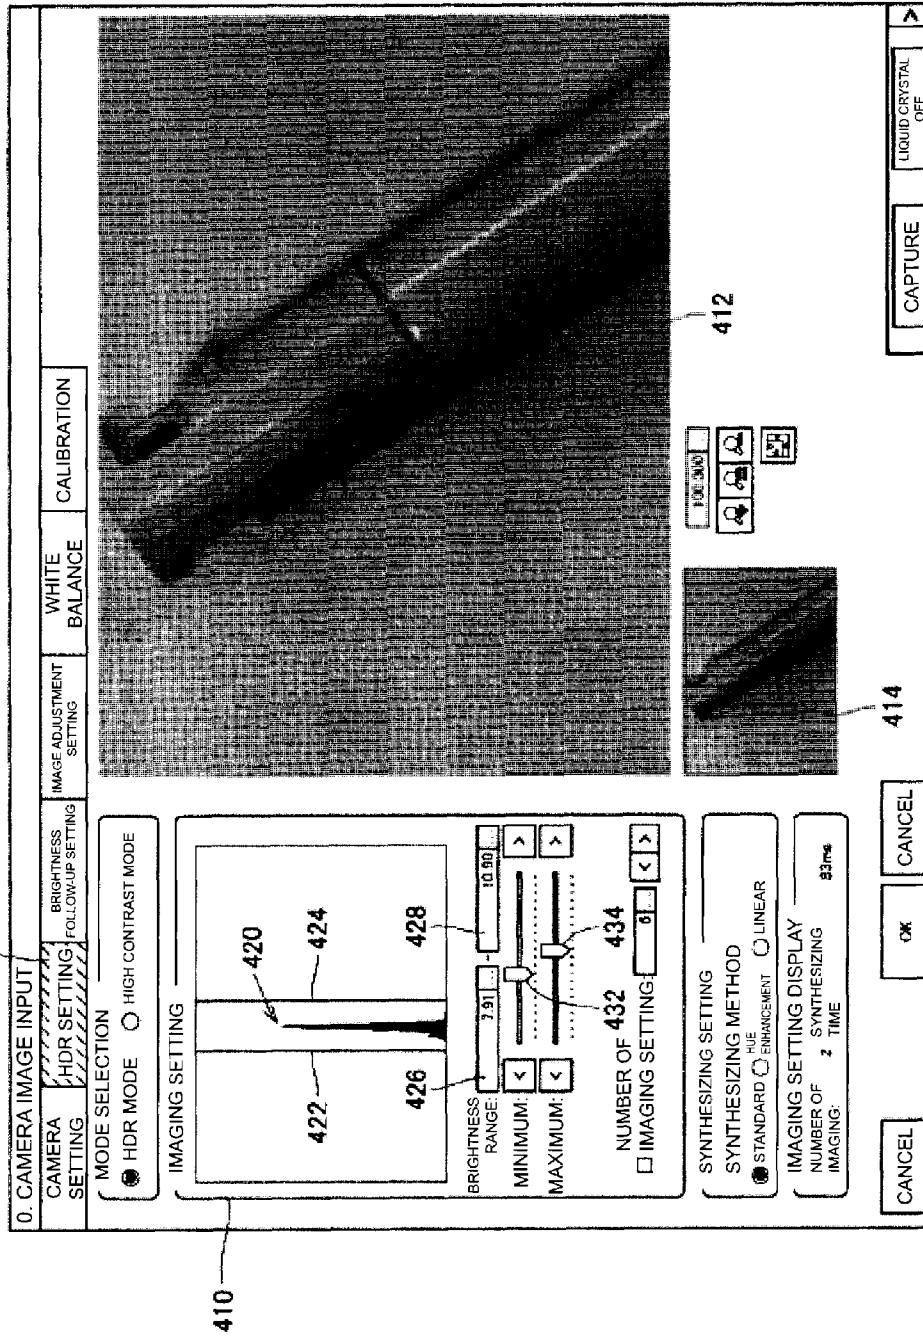 0. CAMERA IMAGE INPUT
CAMERA
SETTING
HDR SETTING
BRIGHTNESS
FOLLOW-UP SETTING
IMAGE ADJUSTMENT
SETTING
WHITE
BALANCE
CALIBRATION
MODE SELECTION
HDR MODE
HIGH CONTRAST MODE
410
IMAGING SETTING
420
422
424
426
428
BRIGHTNESS
RANGE:
7.91
-
10.90
MINIMUM:
<
>
MAXIMUM:
<
>
432
434
NUMBER OF
IMAGING SETTING:
6
<
>
SYNTHESIZING SETTING
SYNTHESIZING METHOD
STANDARD
HUE
ENHANCEMENT
LINEAR
IMAGING SETTING DISPLAY
NUMBER OF
IMAGING:
2
SYNTHESIZING
TIME
83ms
412
414
CANCEL
OK
CANCEL
CAPTURE
LIQUID CRYSTAL
OFF
>